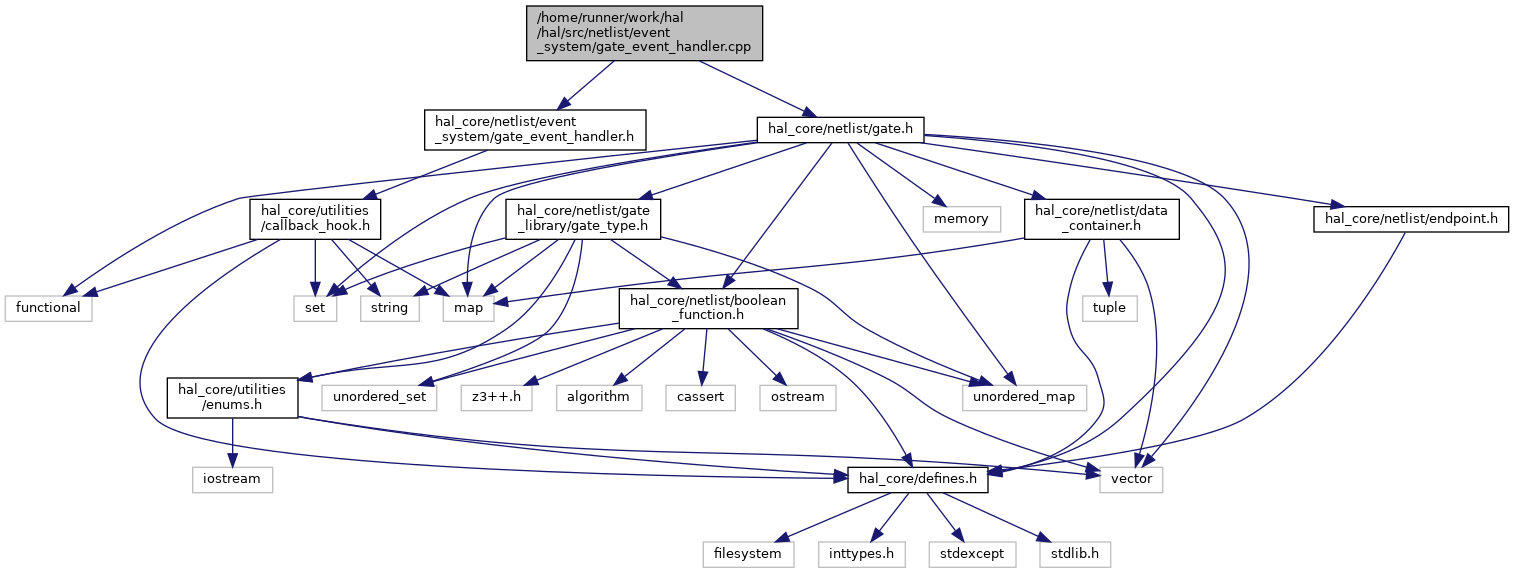 /home/runner/work/hal
/hal/src/netlist/event
_system/gate_event_handler.cpp
hal_core/netlist/event
_system/gate_event_handler.h
hal_core/netlist/gate.h
hal_core/utilities
/callback_hook.h
hal_core/netlist/gate
_library/gate_type.h
memory
hal_core/netlist/data
_container.h
hal_core/netlist/endpoint.h
functional
set
string
map
hal_core/netlist/boolean
_function.h
tuple
hal_core/utilities
/enums.h
unordered_set
z3++.h
algorithm
cassert
ostream
unordered_map
iostream
hal_core/defines.h
vector
filesystem
inttypes.h
stdexcept
stdlib.h